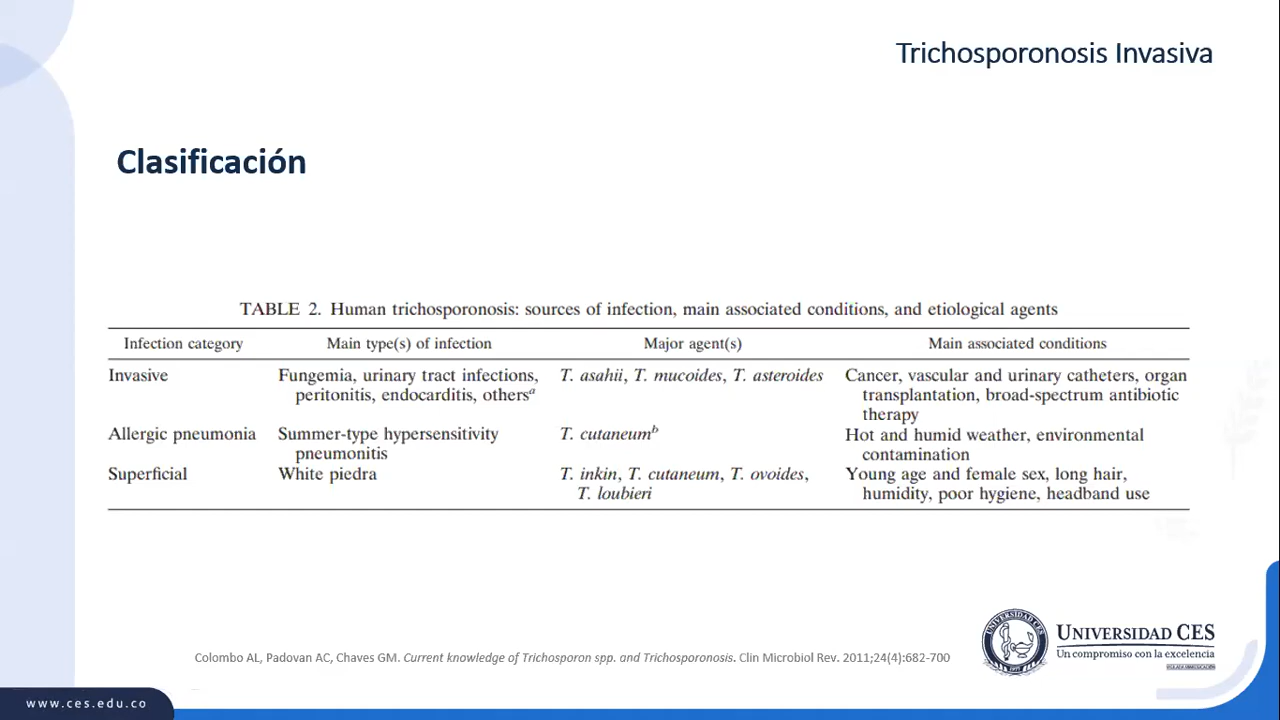 Trichosporonosis Invasiva
Clasificación
TABLE 2. Human trichosporonosis: sources of infection, main associated conditions, and etiological agents
Infection category Main type(s) of infection Major agent(s) Main associated conditions
Invasive Fungemia, urinary tract infections, T. asahii, T. mucoides, T. asteroides Cancer, vascular and urinary catheters, organ
peritonitis, endocarditis, othersᵃ transplantation, broad-spectrum antibiotic
therapy
Allergic pneumonia Summer-type hypersensitivity T. cutaneumᵇ Hot and humid weather, environmental
pneumonitis contamination
Superficial White piedra T. inkin, T. cutaneum, T. ovoides, Young age and female sex, long hair,
T. loubieri humidity, poor hygiene, headband use
Colombo AL, Padovan AC, Chaves GM. Current knowledge of Trichosporon spp. and Trichosporonosis. Clin Microbiol Rev. 2011;24(4):682-700
UNIVERSIDAD CES
Un compromiso con la excelencia
www.ces.edu.co